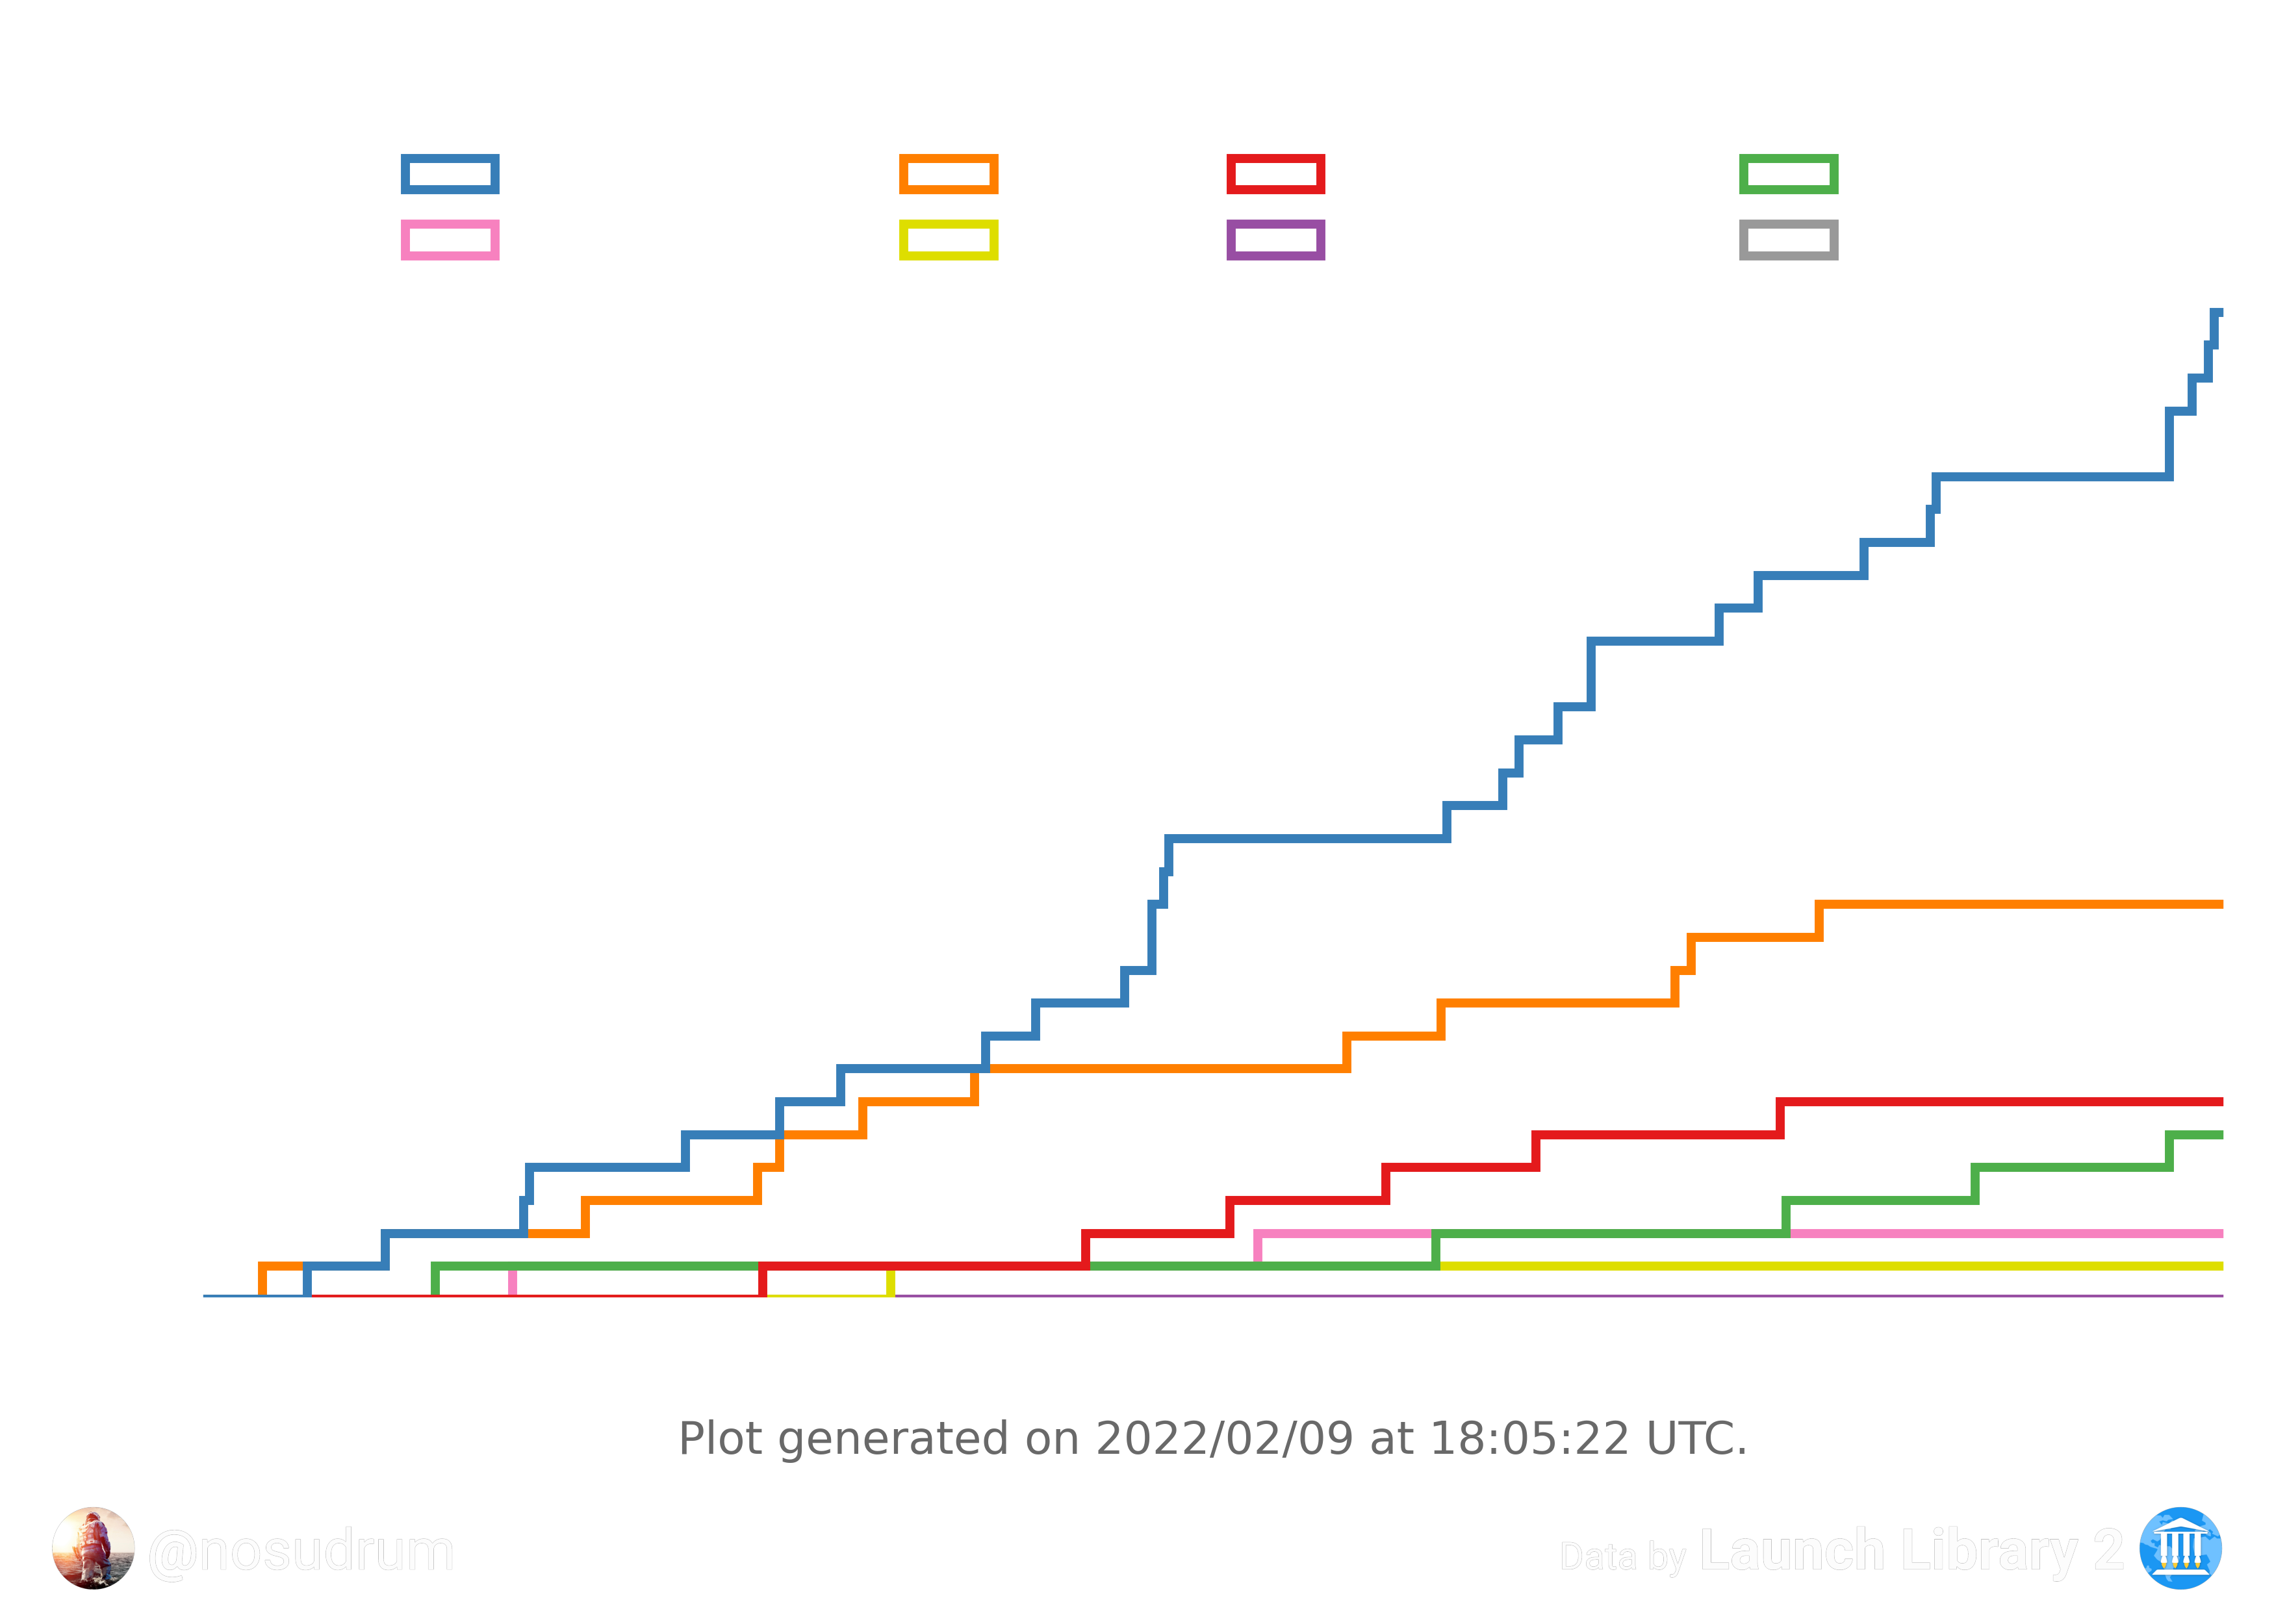 Plot generated on 2022/02/09 at 18:05:22 UTC.
@nosudrum
Data by Launch Library 2